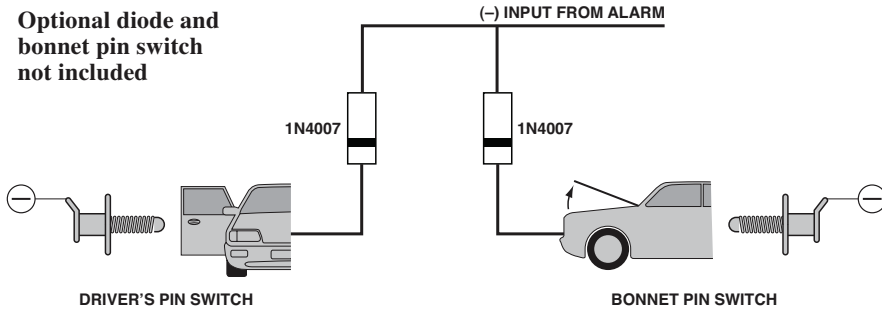 Optional diode and
bonnet pin switch
not included
(–) INPUT FROM ALARM
1N4007
1N4007
DRIVER'S PIN SWITCH
BONNET PIN SWITCH